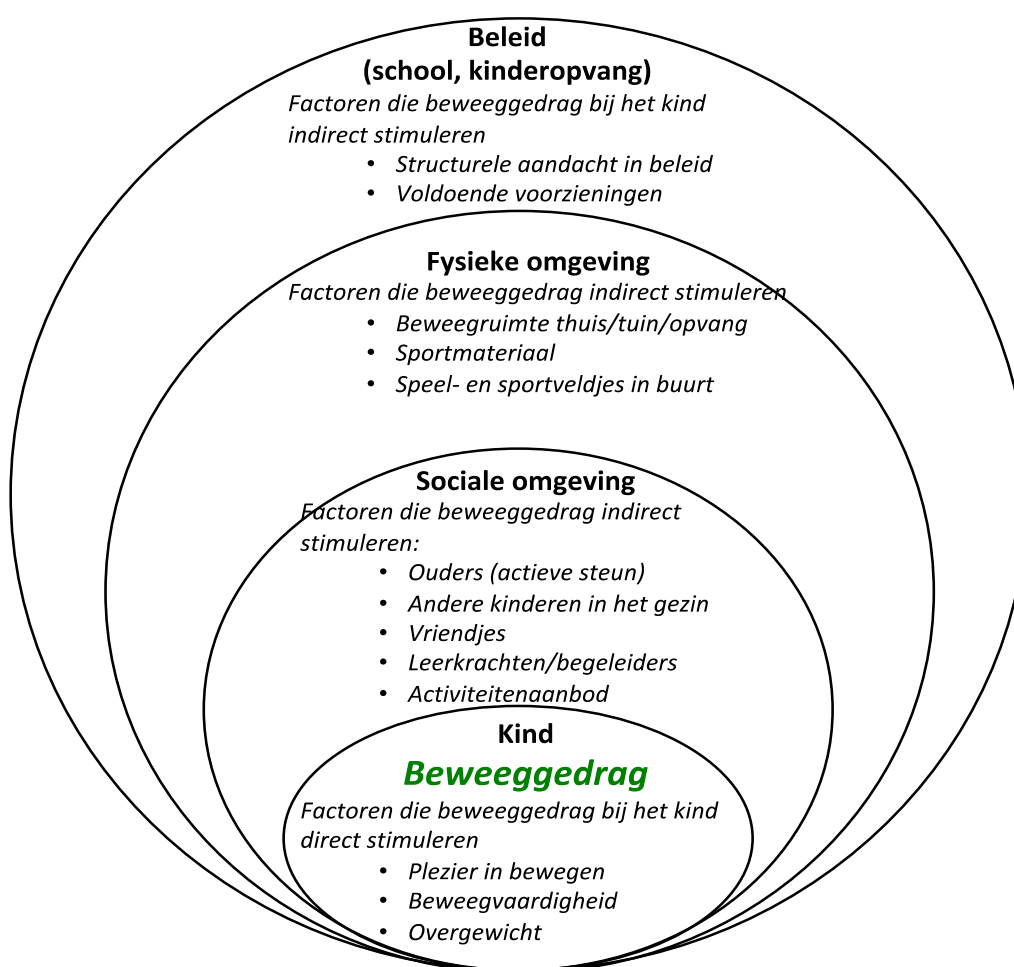 Beleid
(school, kinderopvang)
Factoren die beweeggedrag bij het kind
indirect stimuleren
• Structurele aandacht in beleid
• Voldoende voorzieningen
Fysieke omgeving
Factoren die beweeggedrag indirect stimuleren
• Beweegruimte thuis/tuin/opvang
• Sportmateriaal
• Speel- en sportveldjes in buurt
Sociale omgeving
Factoren die beweeggedrag indirect
stimuleren:
• Ouders (actieve steun)
• Andere kinderen in het gezin
• Vriendjes
• Leerkrachten/begeleiders
• Activiteitenaanbod
Kind
Beweeggedrag
Factoren die beweeggedrag bij het kind
direct stimuleren
• Plezier in bewegen
• Beweegvaardigheid
• Overgewicht